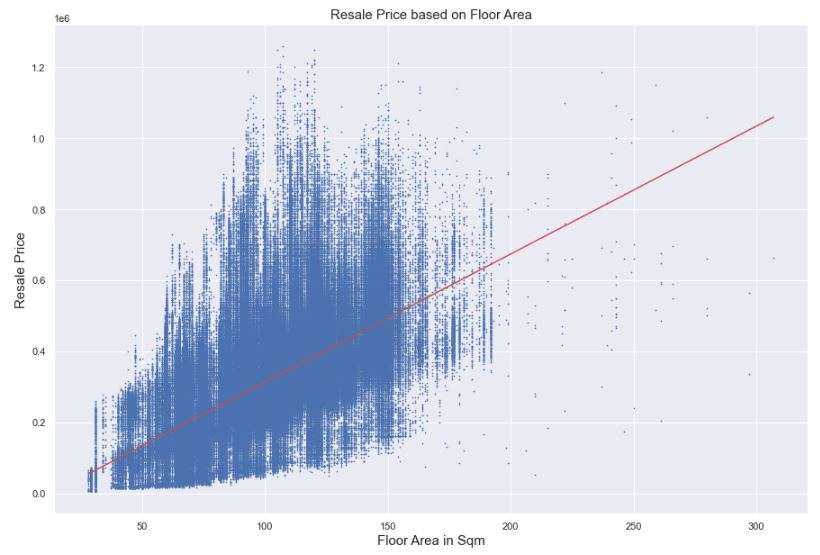 Resale Price based on Floor Area
1e6
1.2
1.0
0.8
0.6
0.4
0.2
0.0
Resale Price
50 100 150 200 250 300
Floor Area in Sqm